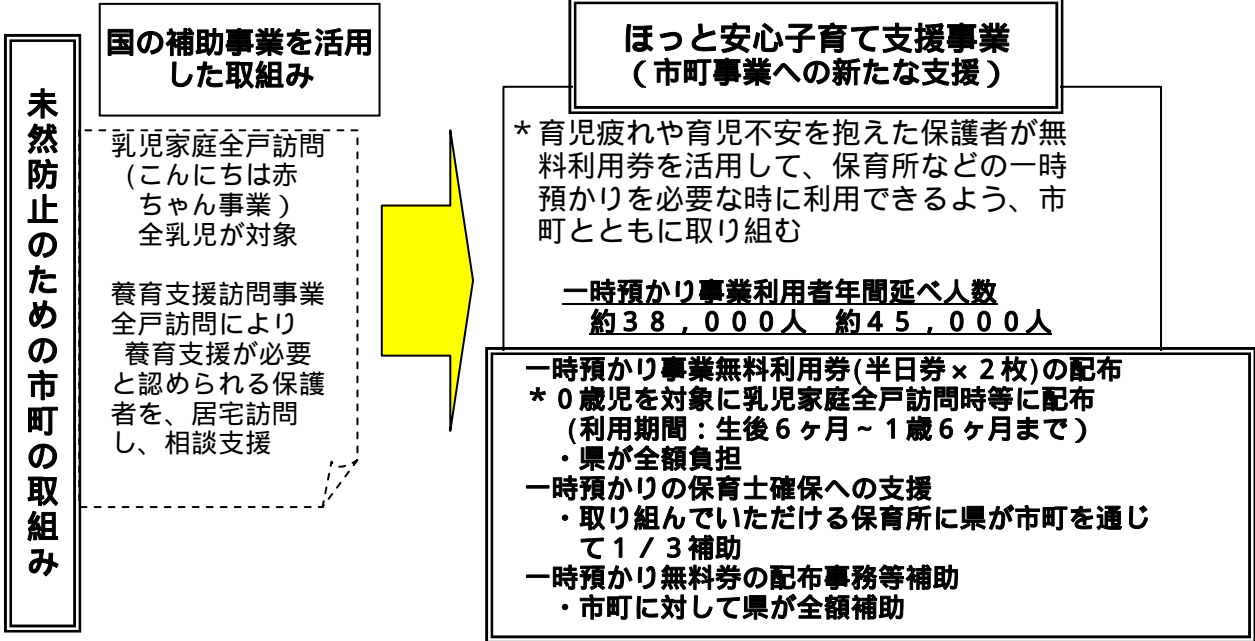 未然防止のための市町の取組み
国の補助事業を活用
した取組み
乳児家庭全戸訪問
(こんにちは赤
ちゃん事業)
全乳児が対象
養育支援訪問事業
全戸訪問により
養育支援が必要
と認められる保護
者を、居宅訪問
し、相談支援
ほっと安心子育て支援事業
(市町事業への新たな支援)
*育児疲れや育児不安を抱えた保護者が無
料利用券を活用して、保育所などの一時
預かりを必要な時に利用できるよう、市
町とともに取り組む
一時預かり事業利用者年間延べ人数
約38,000人 約45,000人
一時預かり事業無料利用券(半日券×2枚)の配布
*0歳児を対象に乳児家庭全戸訪問時等に配布
(利用期間:生後6ヶ月~1歳6ヶ月まで)
・県が全額負担
一時預かりの保育士確保への支援
・取り組んでいただける保育所に県が市町を通じ
て1/3補助
一時預かり無料券の配布事務等補助
・市町に対して県が全額補助